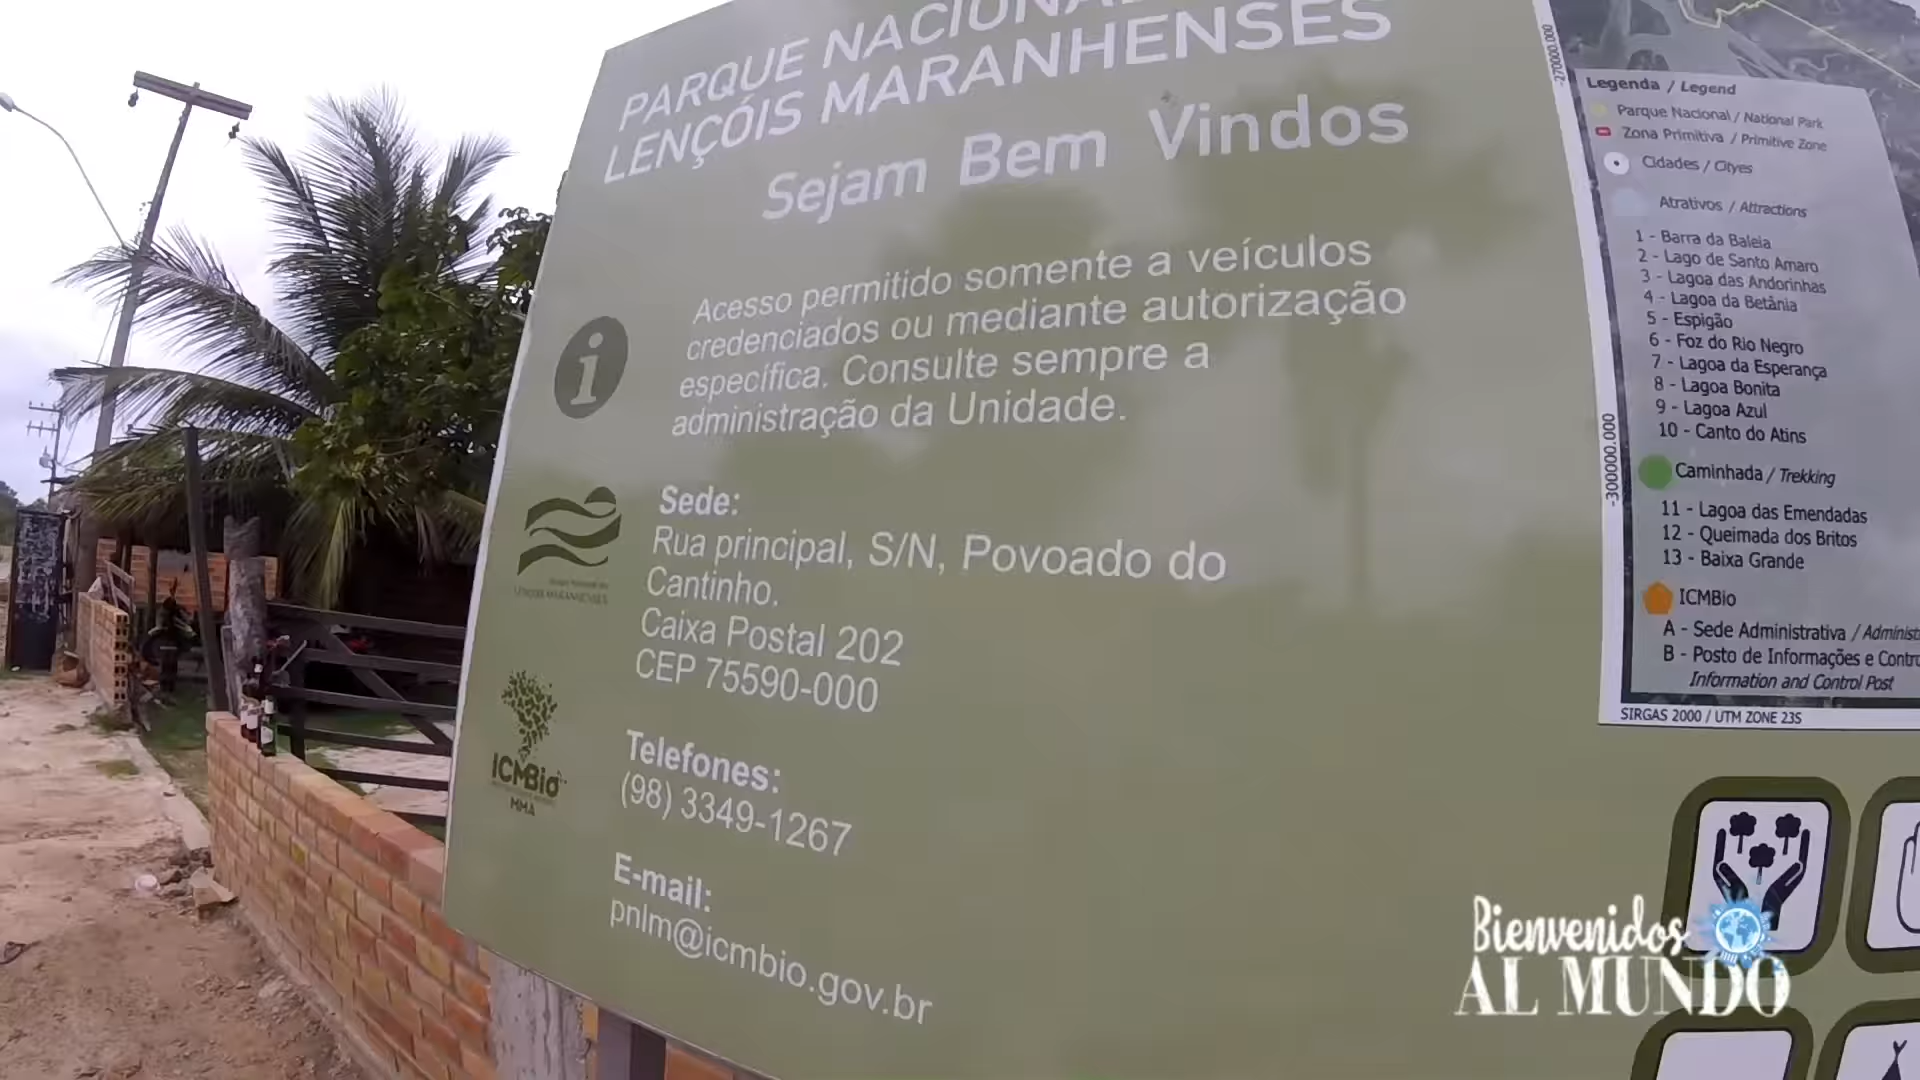 PARQUE NACIONAL
LENÇÓIS MARANHENSES
Sejam Bem Vindos
Acesso permitido somente a veículos
credenciados ou mediante autorização
específica. Consulte sempre a
administração da Unidade.
Sede:
Rua principal, S/N, Povoado do
Cantinho.
Caixa Postal 202
CEP 75590-000
Telefones:
(98) 3349-1267
E-mail:
pnlm@icmbio.gov.br
LENÇÓIS MARANHENSES
ICMBio
MMA
-270000.000
-300000.000
Legenda / Legend
Parque Nacional / National Park
Zona Primitiva / Primitive Zone
Cidades / Cityes
Atrativos / Attractions
1 - Barra da Baleia
2 - Lago de Santo Amaro
3 - Lagoa das Andorinhas
4 - Lagoa da Betânia
5 - Espigão
6 - Foz do Rio Negro
7 - Lagoa da Esperança
8 - Lagoa Bonita
9 - Lagoa Azul
10 - Canto do Atins
Caminhada / Trekking
11 - Lagoa das Emendadas
12 - Queimada dos Britos
13 - Baixa Grande
ICMBio
A - Sede Administrativa / Administ
B - Posto de Informações e Contro
Information and Control Post
SIRGAS 2000 / UTM ZONE 23S
Bienvenidos
AL MUNDO